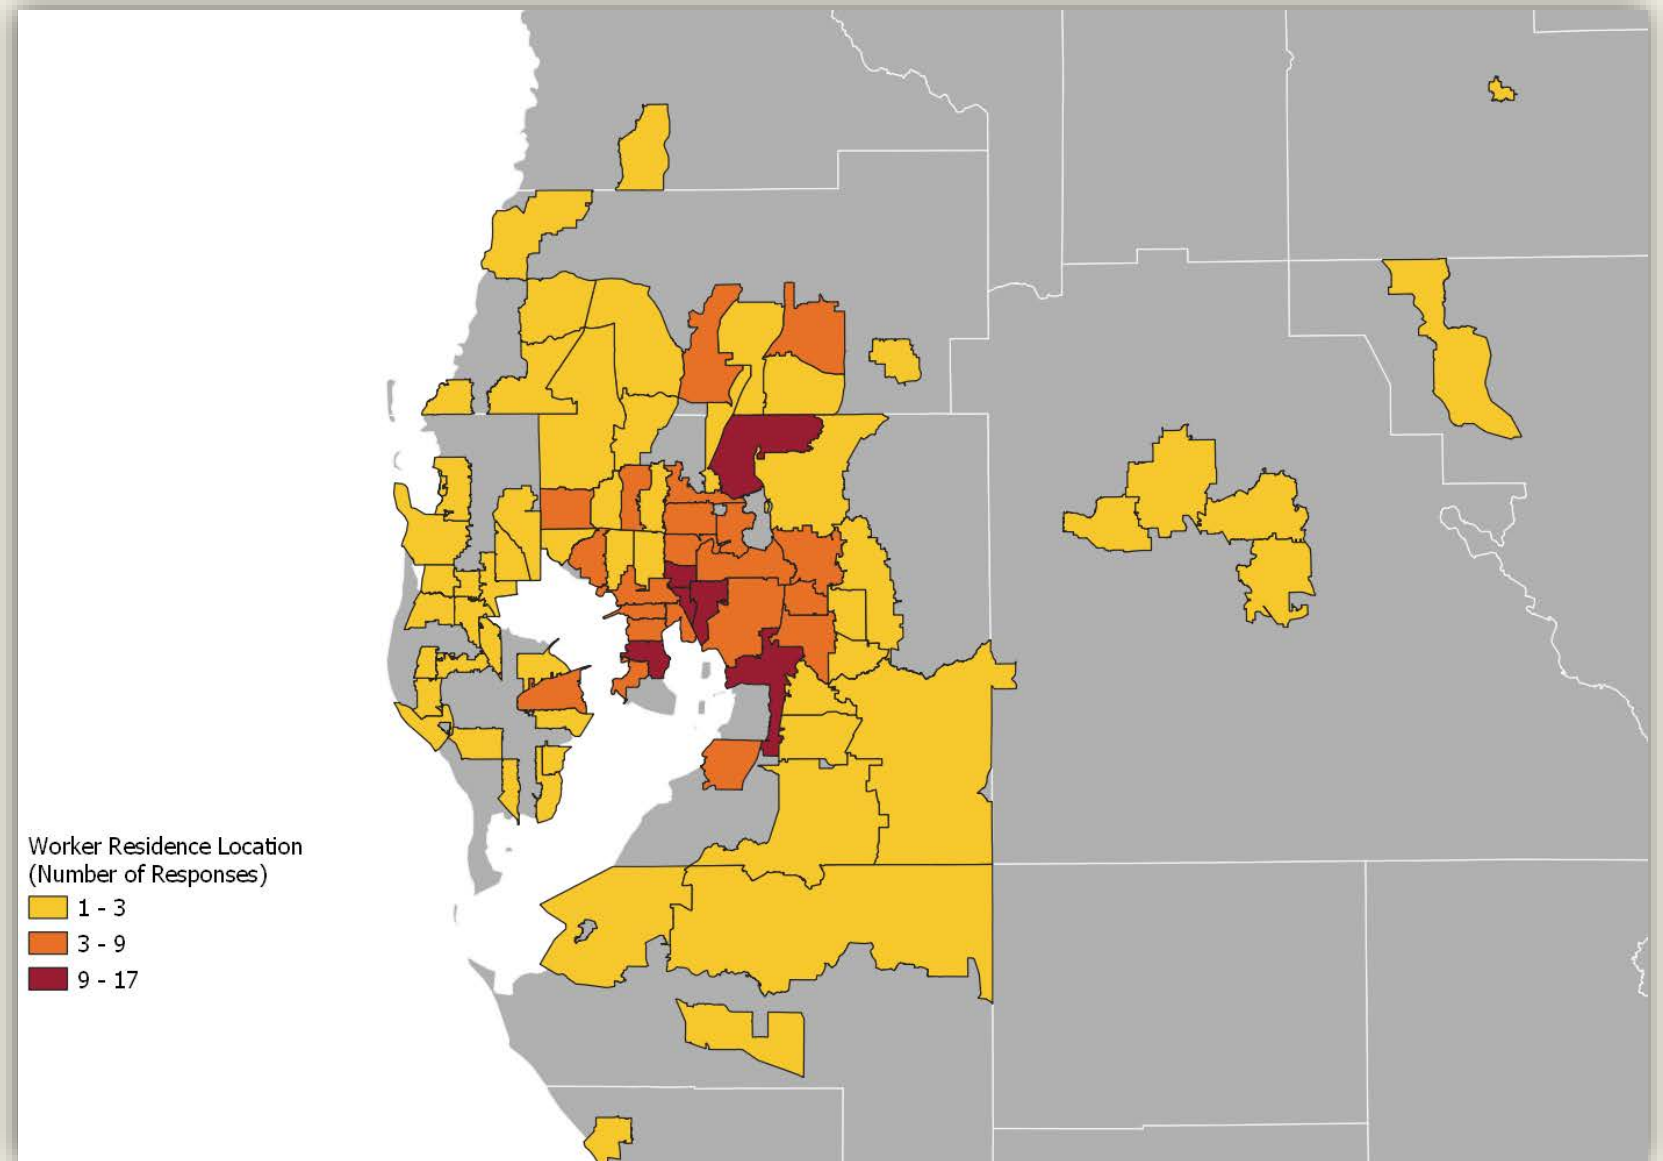 Worker Residence Location
(Number of Responses)
1 - 3
3 - 9
9 - 17